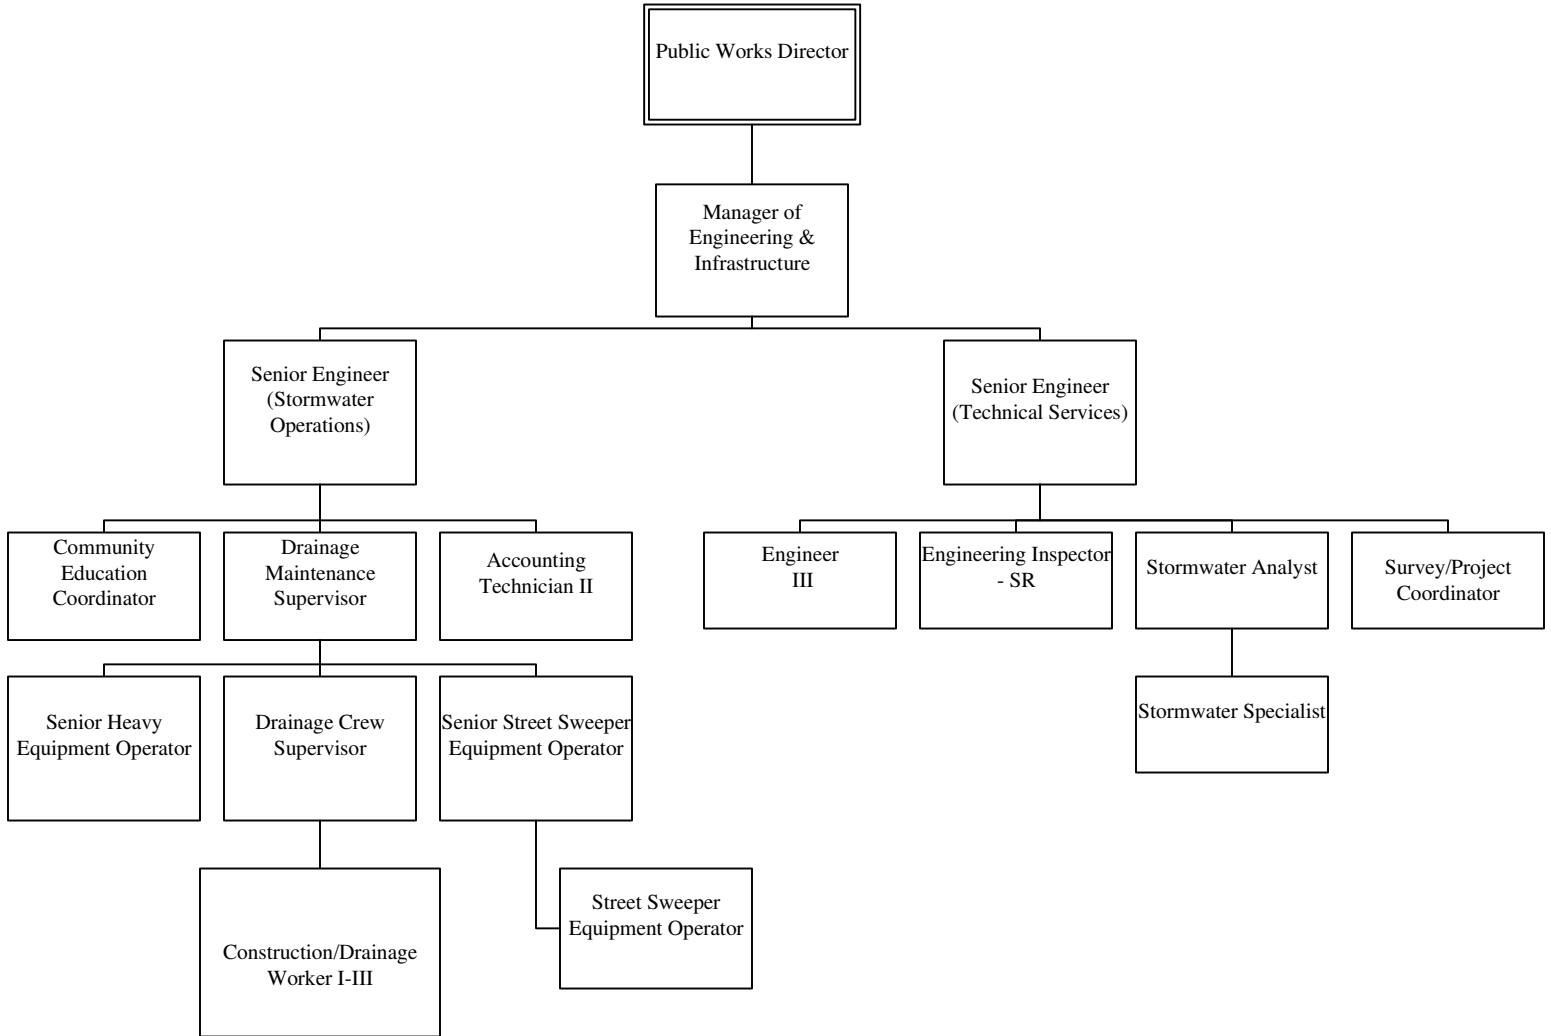 Public Works Director
Manager of
Engineering &
Infrastructure
Senior Engineer
(Stormwater
Operations)
Senior Engineer
(Technical Services)
Community
Education
Coordinator
Drainage
Maintenance
Supervisor
Accounting
Technician II
Engineer
III
Engineering Inspector
- SR
Stormwater Analyst
Survey/Project
Coordinator
Senior Heavy
Equipment Operator
Drainage Crew
Supervisor
Senior Street Sweeper
Equipment Operator
Stormwater Specialist
Construction/Drainage
Worker I-III
Street Sweeper
Equipment Operator